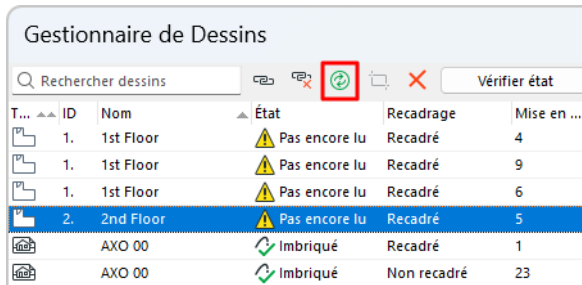 Gestionnaire de Dessins
Rechercher dessins Vérifier état
T... ID Nom État Recadrage Mise en ...
1. 1st Floor Pas encore lu Recadré 4
1. 1st Floor Pas encore lu Recadré 9
1. 1st Floor Pas encore lu Recadré 6
2. 2nd Floor Pas encore lu Recadré 5
AXO 00 Imbriqué Recadré 1
AXO 00 Imbriqué Non recadré 23